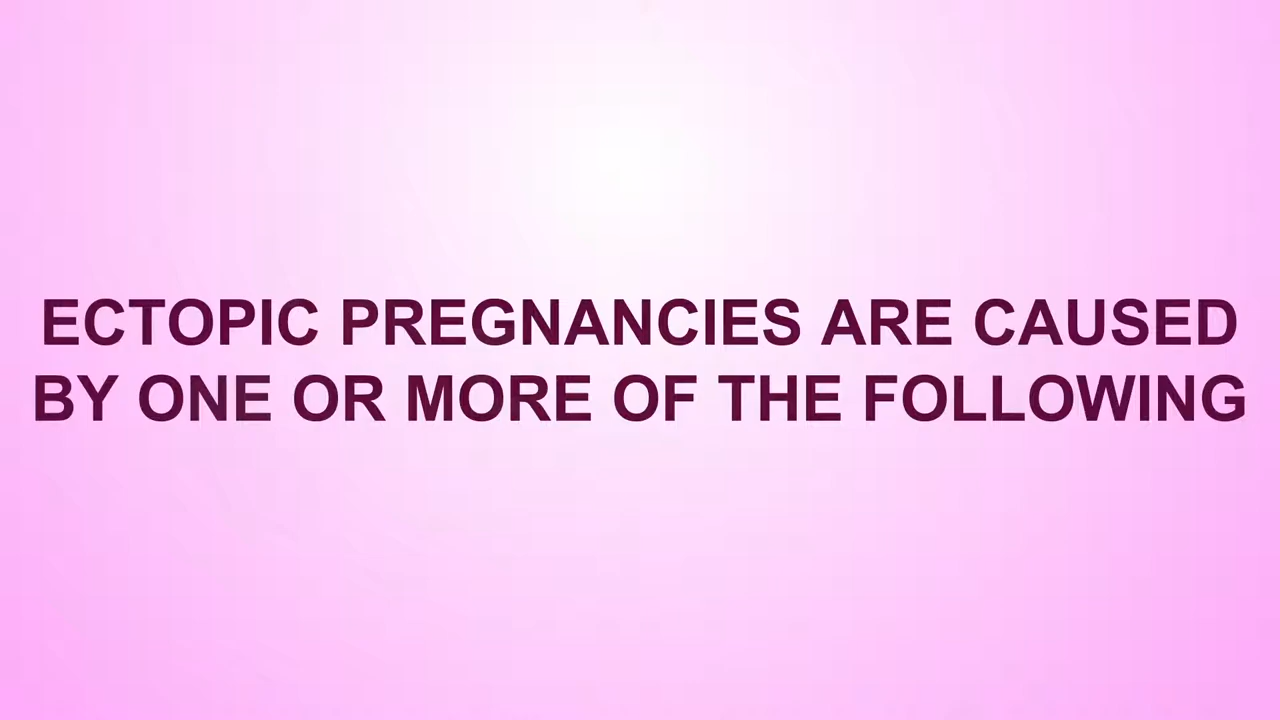 ECTOPIC PREGNANCIES ARE CAUSED
BY ONE OR MORE OF THE FOLLOWING